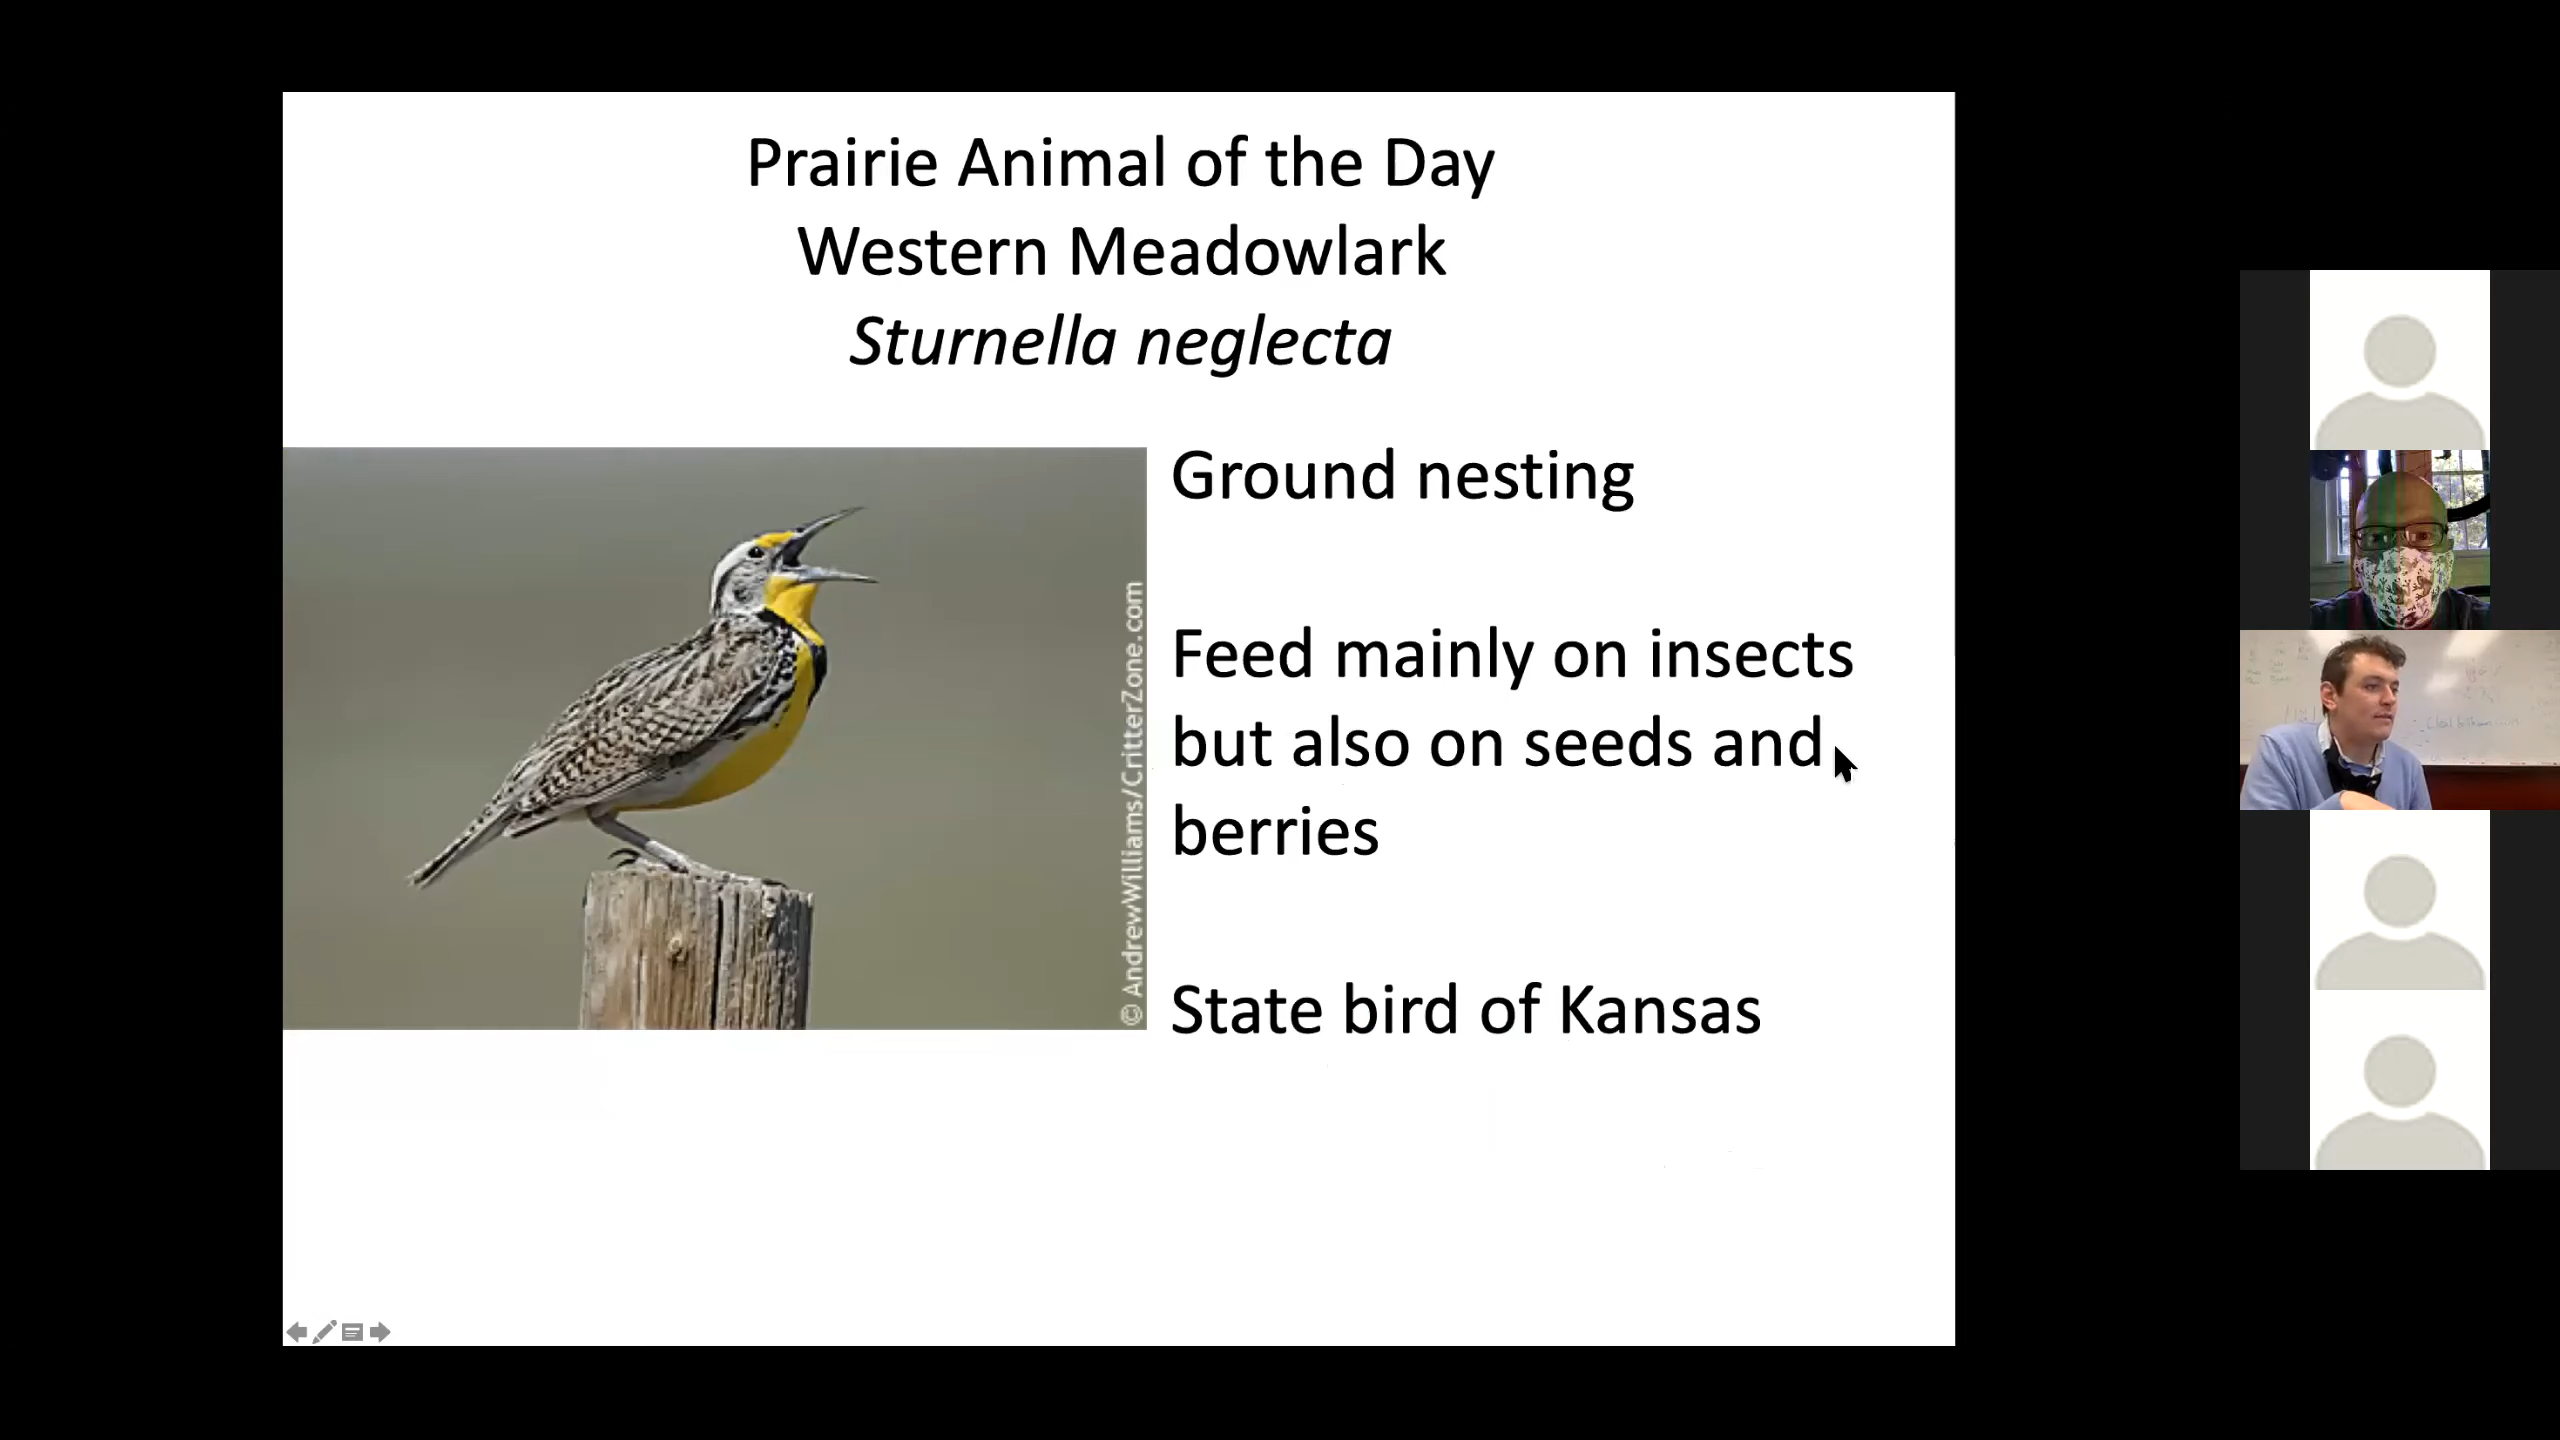 Prairie Animal of the Day
Western Meadowlark
Sturnella neglecta
Ground nesting
Feed mainly on insects
but also on seeds and
berries
State bird of Kansas
© AndrewWilliams/CritterZone.com